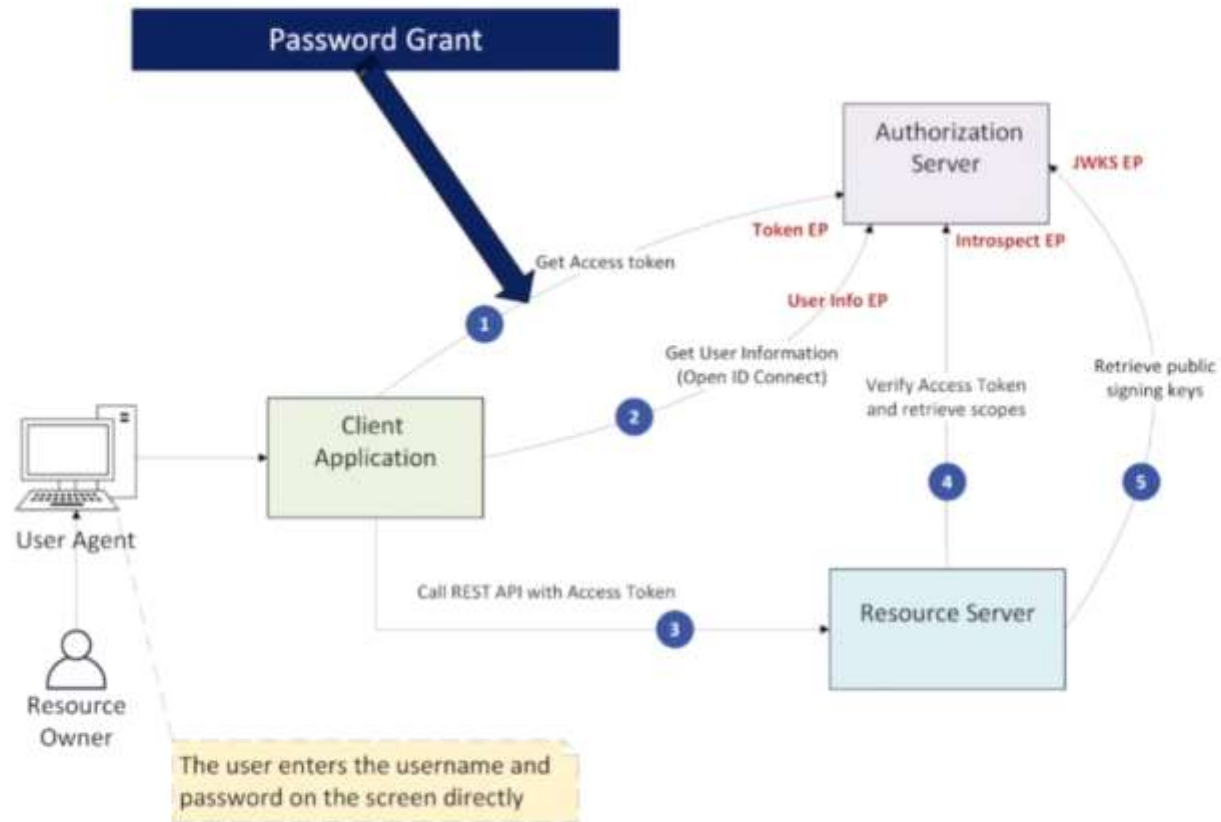 Password Grant
Authorization
Server
JWKS EP
Token EP
Introspect EP
Get Access token
User Info EP
1
Get User Information
(Open ID Connect)
Retrieve public
signing keys
Verify Access Token
and retrieve scopes
2
Client
Application
4
5
User Agent
Call REST API with Access Token
3
Resource Server
Resource
Owner
The user enters the username and
password on the screen directly